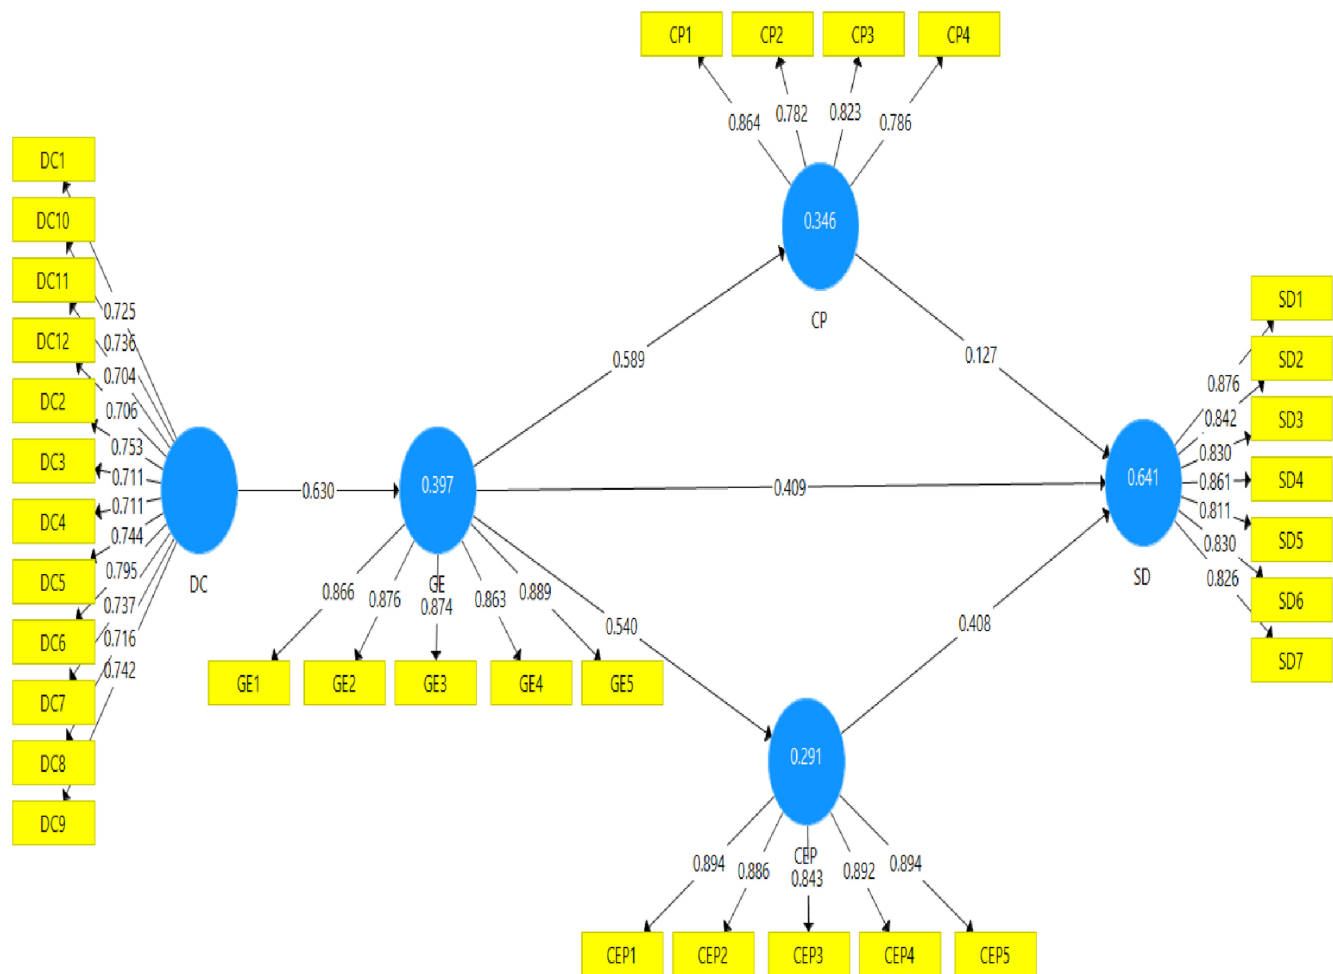 CP1 CP2 CP3 CP4
0.864 0.782 0.823 0.786
0.346
CP
DC1
DC10
DC11
DC12
DC2
DC3
DC4
DC5
DC6
DC7
DC8
DC9
0.725
0.736
0.704
0.706
0.753
0.711
0.711
0.744
0.795
0.737
0.716
0.742
DC
0.630
0.397
GE
0.589
0.409
0.540
0.866 0.876 0.874 0.863 0.889
GE1 GE2 GE3 GE4 GE5
0.127
0.408
0.641
SD
0.876
0.842
0.830
0.861
0.811
0.830
0.826
SD1
SD2
SD3
SD4
SD5
SD6
SD7
0.291
CEP
0.894 0.886 0.843 0.892 0.894
CEP1 CEP2 CEP3 CEP4 CEP5